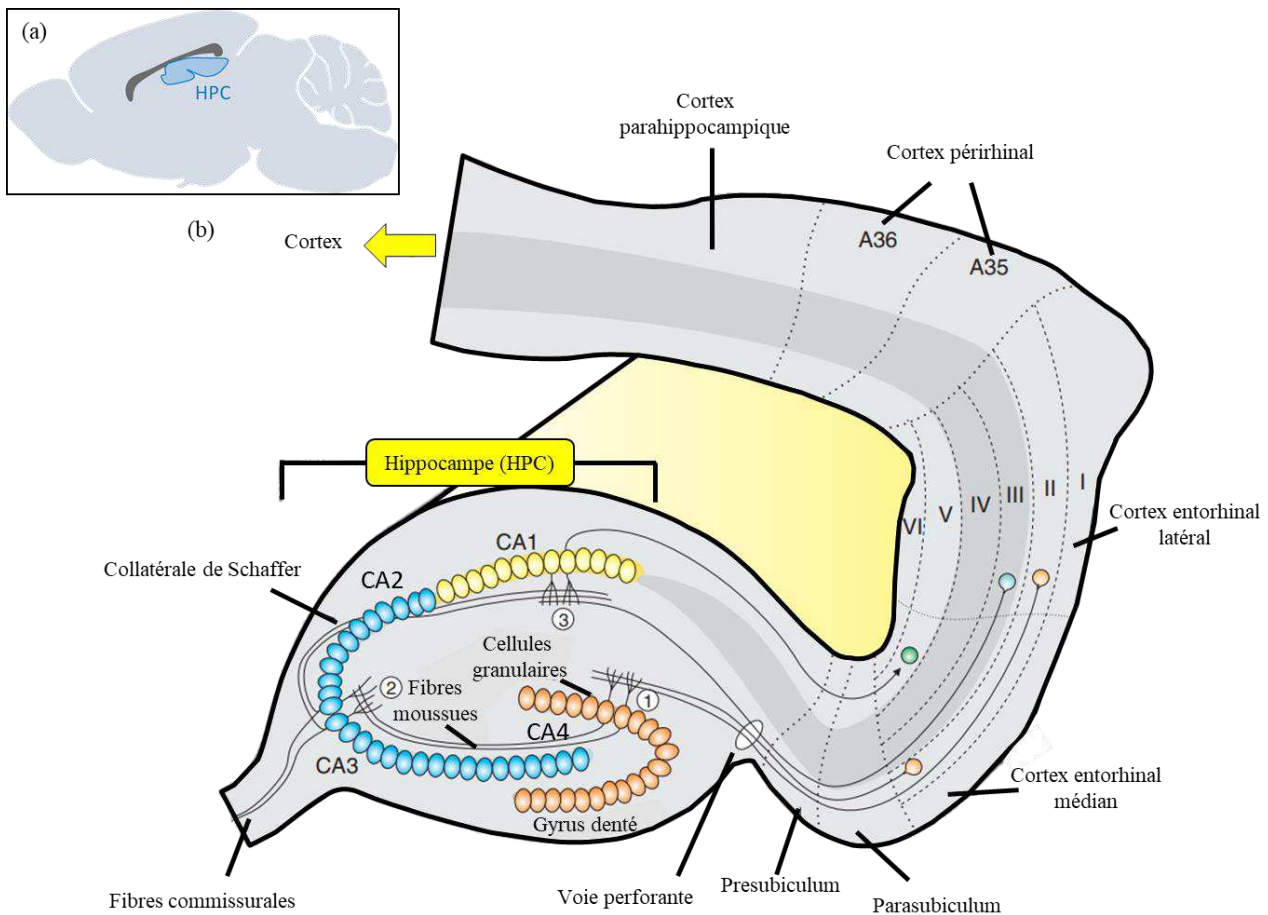 (a)
HPC
(b)
Cortex
parahippocampique
Cortex périrhinal
A36
A35
Cortex
Hippocampe (HPC)
VI
V
IV
III
II
I
Cortex entorhinal
latéral
CA1
CA2
Collatérale de Schaffer
3
Cellules
granulaires
2
Fibres
moussues
1
CA4
CA3
Gyrus denté
Cortex entorhinal
médian
Fibres commissurales
Voie perforante
Presubiculum
Parasubiculum